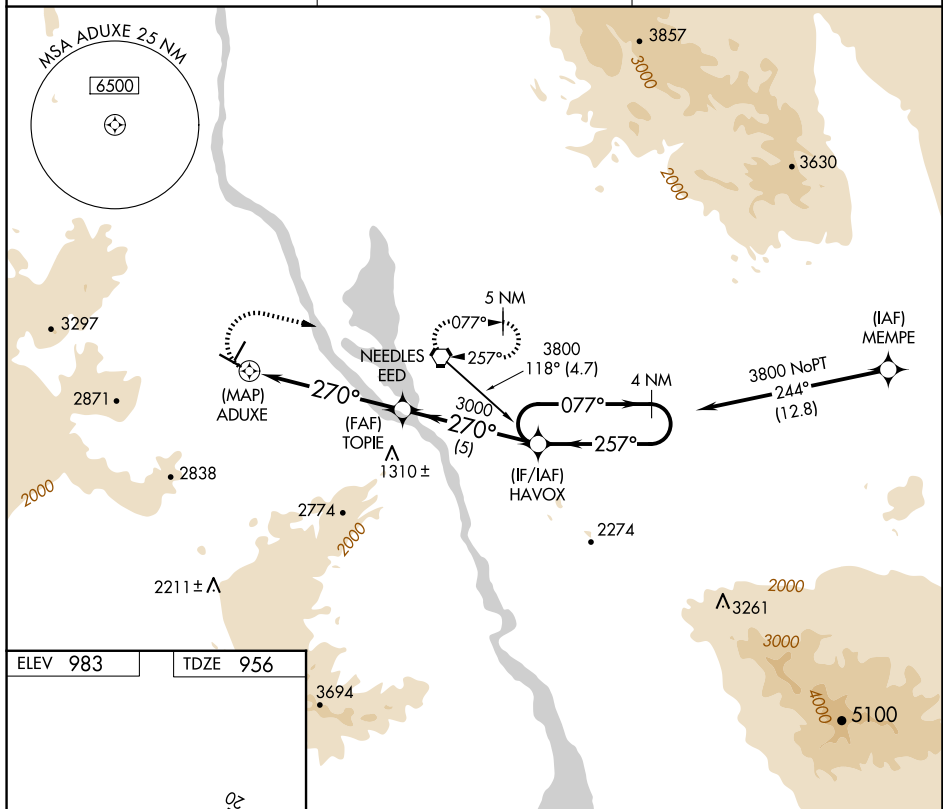 MSA ADUXE 25 NM
6500
3857
3000
3630
2000
5 NM
077°
257°
NEEDLES
EED
3800
118° (4.7)
(IAF)
MEMPE
3800 NoPT
244°
(12.8)
4 NM
077°
257°
3297
2871
(MAP)
ADUXE
270°
(FAF)
TOPIE
3000
270°
(5)
(IF/IAF)
HAVOX
1310 ±
2838
2000
2774
2000
2274
2211 ±
2000
3261
3000
4000
5100
3694
ELEV 983
TDZE 956
20